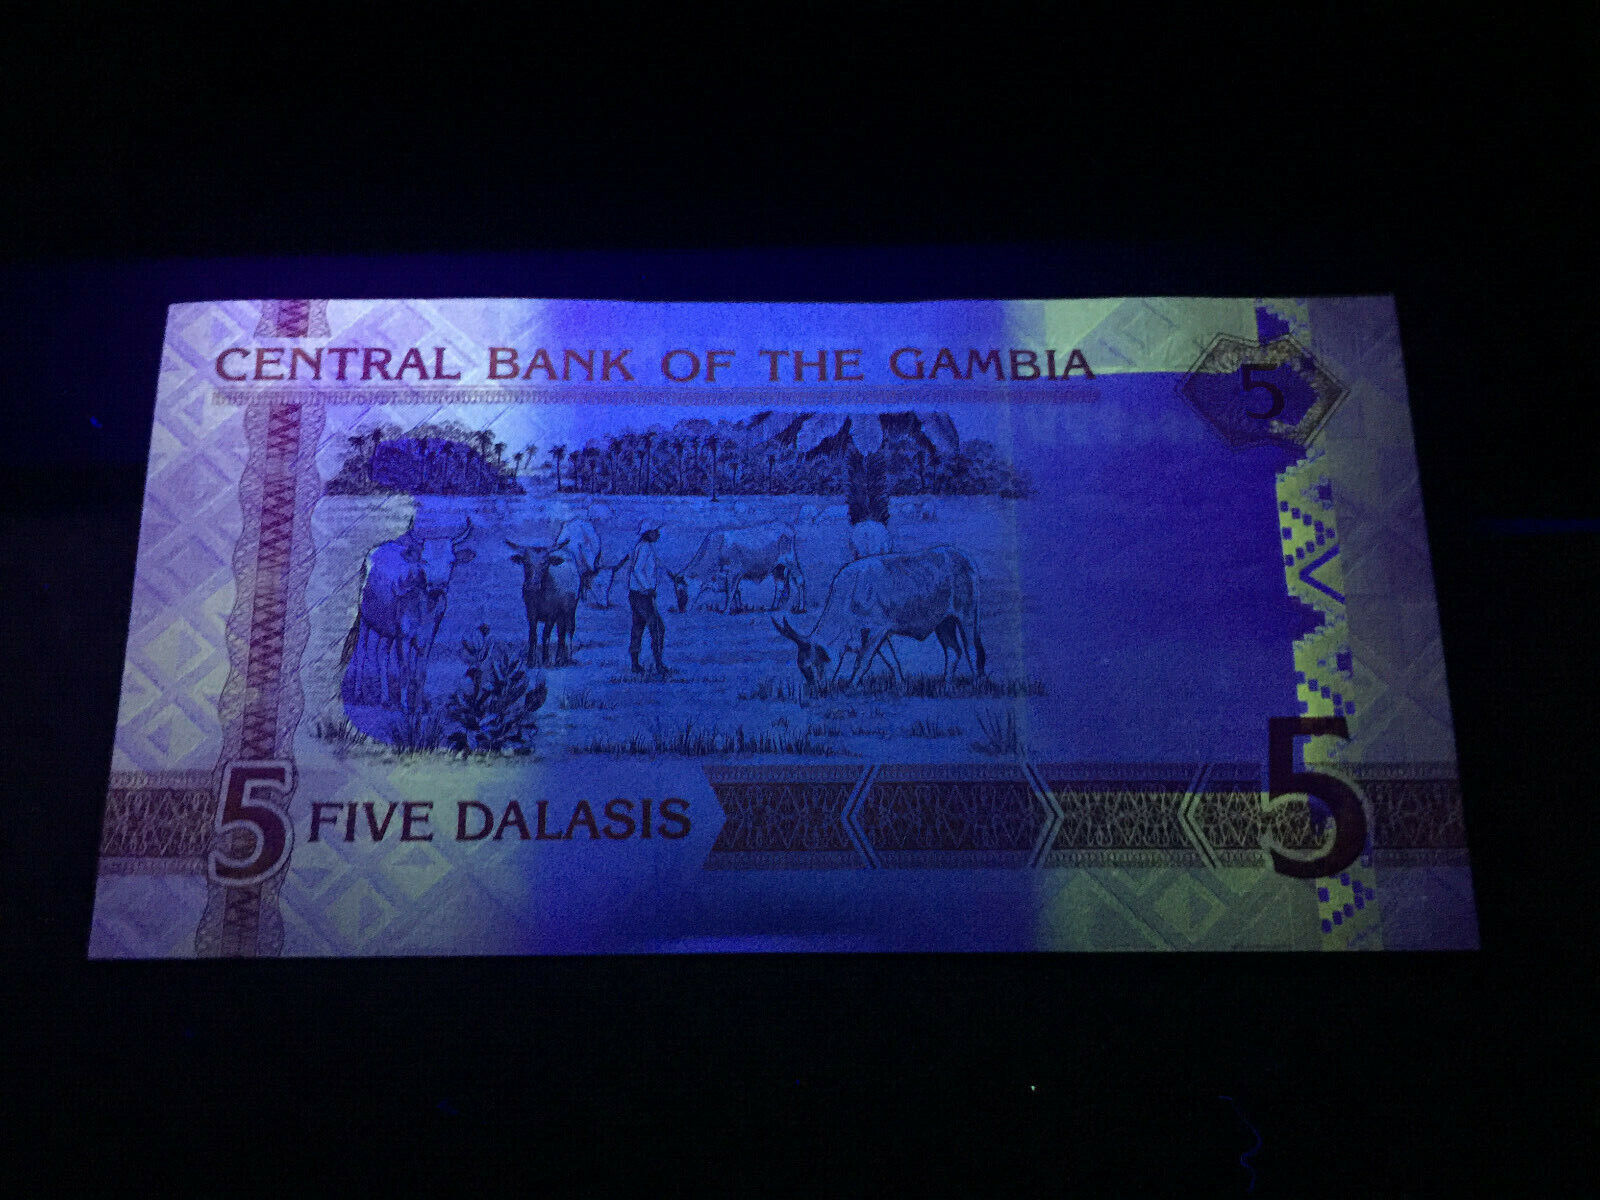 CENTRAL BANK OF THE GAMBIA
5
5 FIVE DALASIS 5